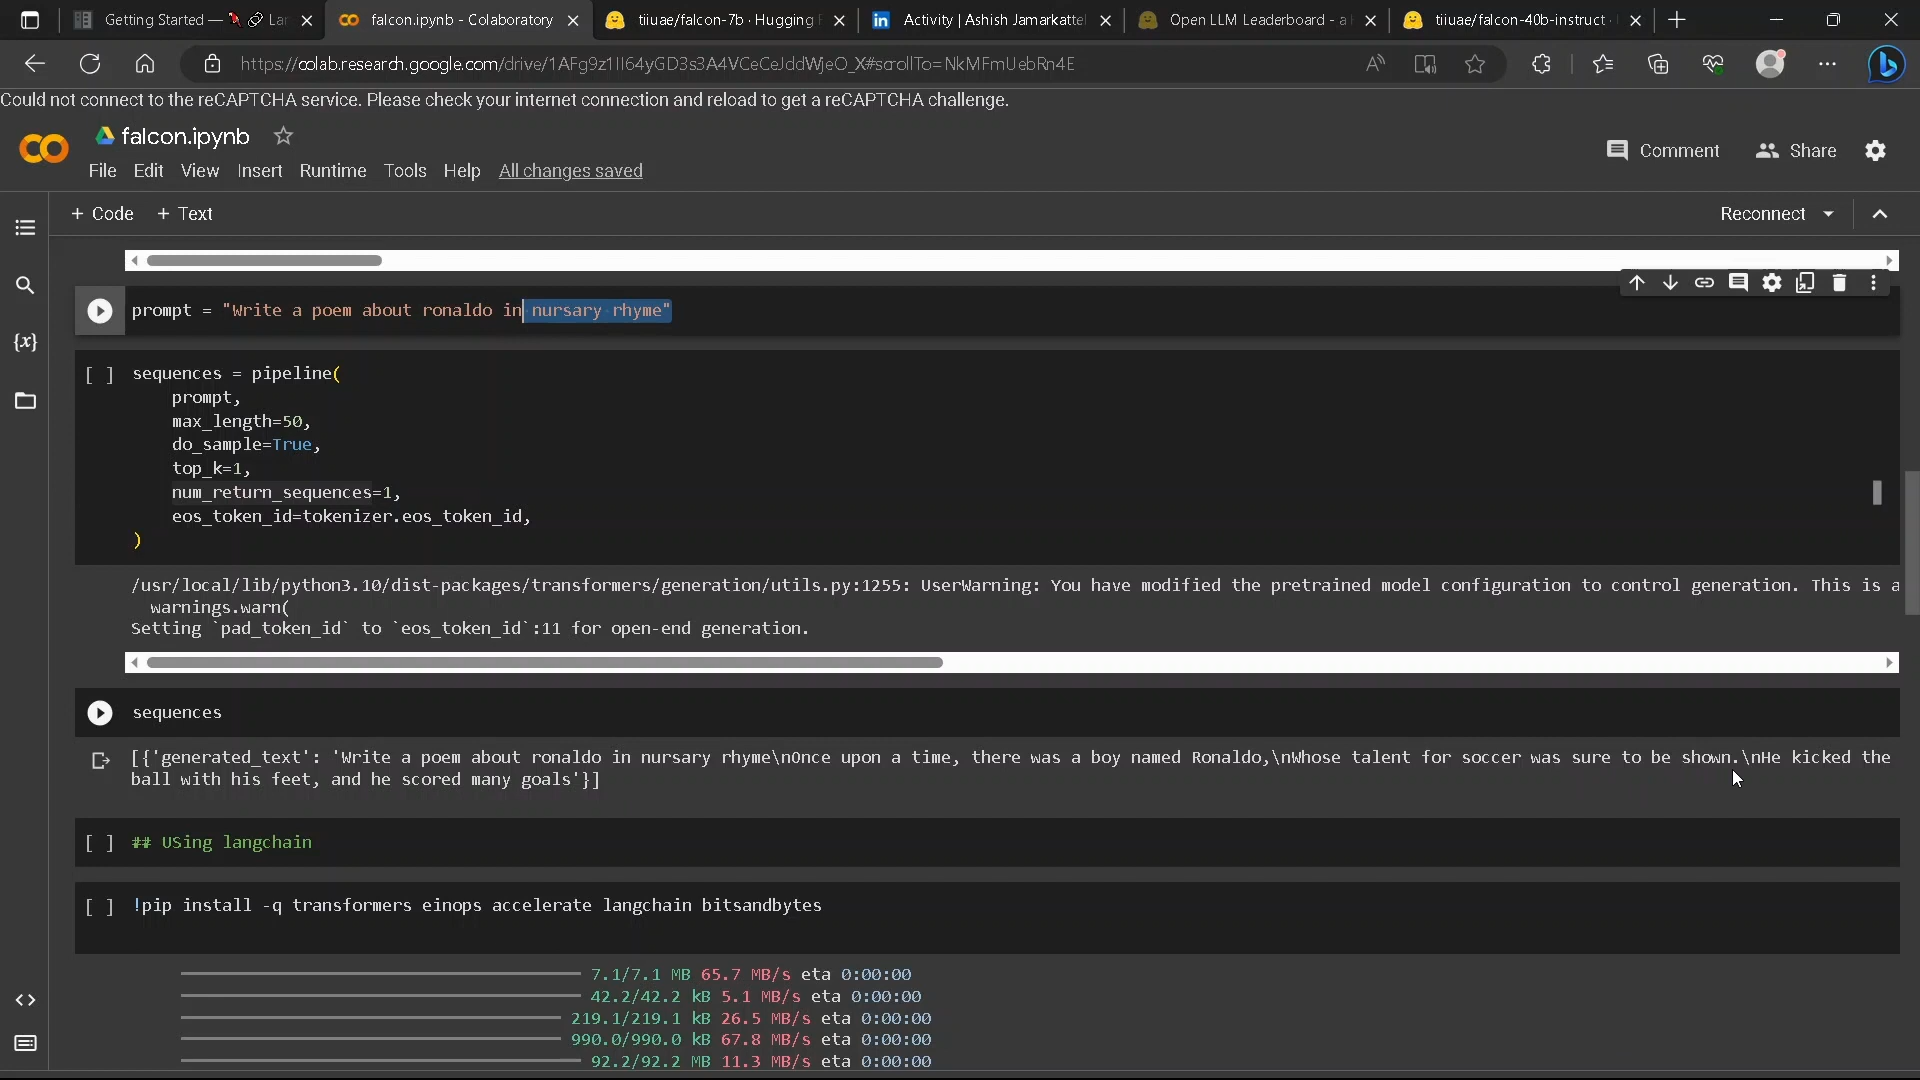 Getting Started — 🦜🔗 Lan
falcon.ipynb - Colaboratory
tiiuae/falcon-7b · Hugging F
Activity | Ashish Jamarkattel
Open LLM Leaderboard - a H
tiiuae/falcon-40b-instruct ·
https://colab.research.google.com/drive/1AFg9z1Il64yGD3s3A4VCeCeJddWjeO_X#scrollTo=NkMFmUebRn4E
Could not connect to the reCAPTCHA service. Please check your internet connection and reload to get a reCAPTCHA challenge.
falcon.ipynb
Comment
Share
File Edit View Insert Runtime Tools Help All changes saved
+ Code + Text
Reconnect
prompt = "Write a poem about ronaldo in nursary rhyme"
[ ] sequences = pipeline(
prompt,
max_length=50,
do_sample=True,
top_k=1,
num_return_sequences=1,
eos_token_id=tokenizer.eos_token_id,
)
/usr/local/lib/python3.10/dist-packages/transformers/generation/utils.py:1255: UserWarning: You have modified the pretrained model configuration to control generation. This is a
warnings.warn(
Setting `pad_token_id` to `eos_token_id`:11 for open-end generation.
sequences
[{'generated_text': 'Write a poem about ronaldo in nursary rhyme\nOnce upon a time, there was a boy named Ronaldo,\nWhose talent for soccer was sure to be shown.\nHe kicked the
ball with his feet, and he scored many goals'}]
[ ] ## USing langchain
[ ] !pip install -q transformers einops accelerate langchain bitsandbytes
7.1/7.1 MB 65.7 MB/s eta 0:00:00
42.2/42.2 kB 5.1 MB/s eta 0:00:00
219.1/219.1 kB 26.5 MB/s eta 0:00:00
990.0/990.0 kB 67.8 MB/s eta 0:00:00
92.2/92.2 MB 11.3 MB/s eta 0:00:00